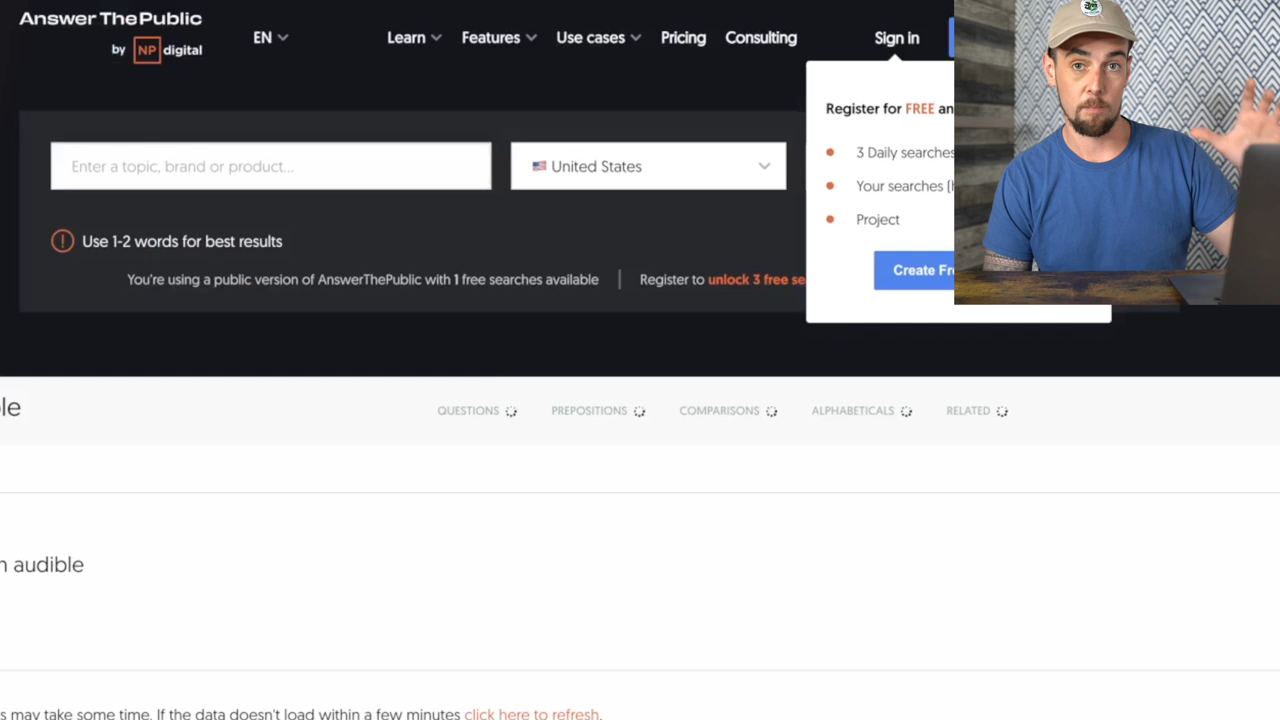 Answer ThePublic
by NP digital
EN
Learn Features Use cases Pricing Consulting Sign in
Register for FREE an
3 Daily searches
Your searches
Project
Enter a topic, brand or product...
United States
Use 1-2 words for best results
You're using a public version of AnswerThePublic with 1 free searches available
Register to unlock 3 free se
Create Fre
le
QUESTIONS PREPOSITIONS COMPARISONS ALPHABETICALS RELATED
audible
s may take some time. If the data doesn't load within a few minutes click here to refresh.